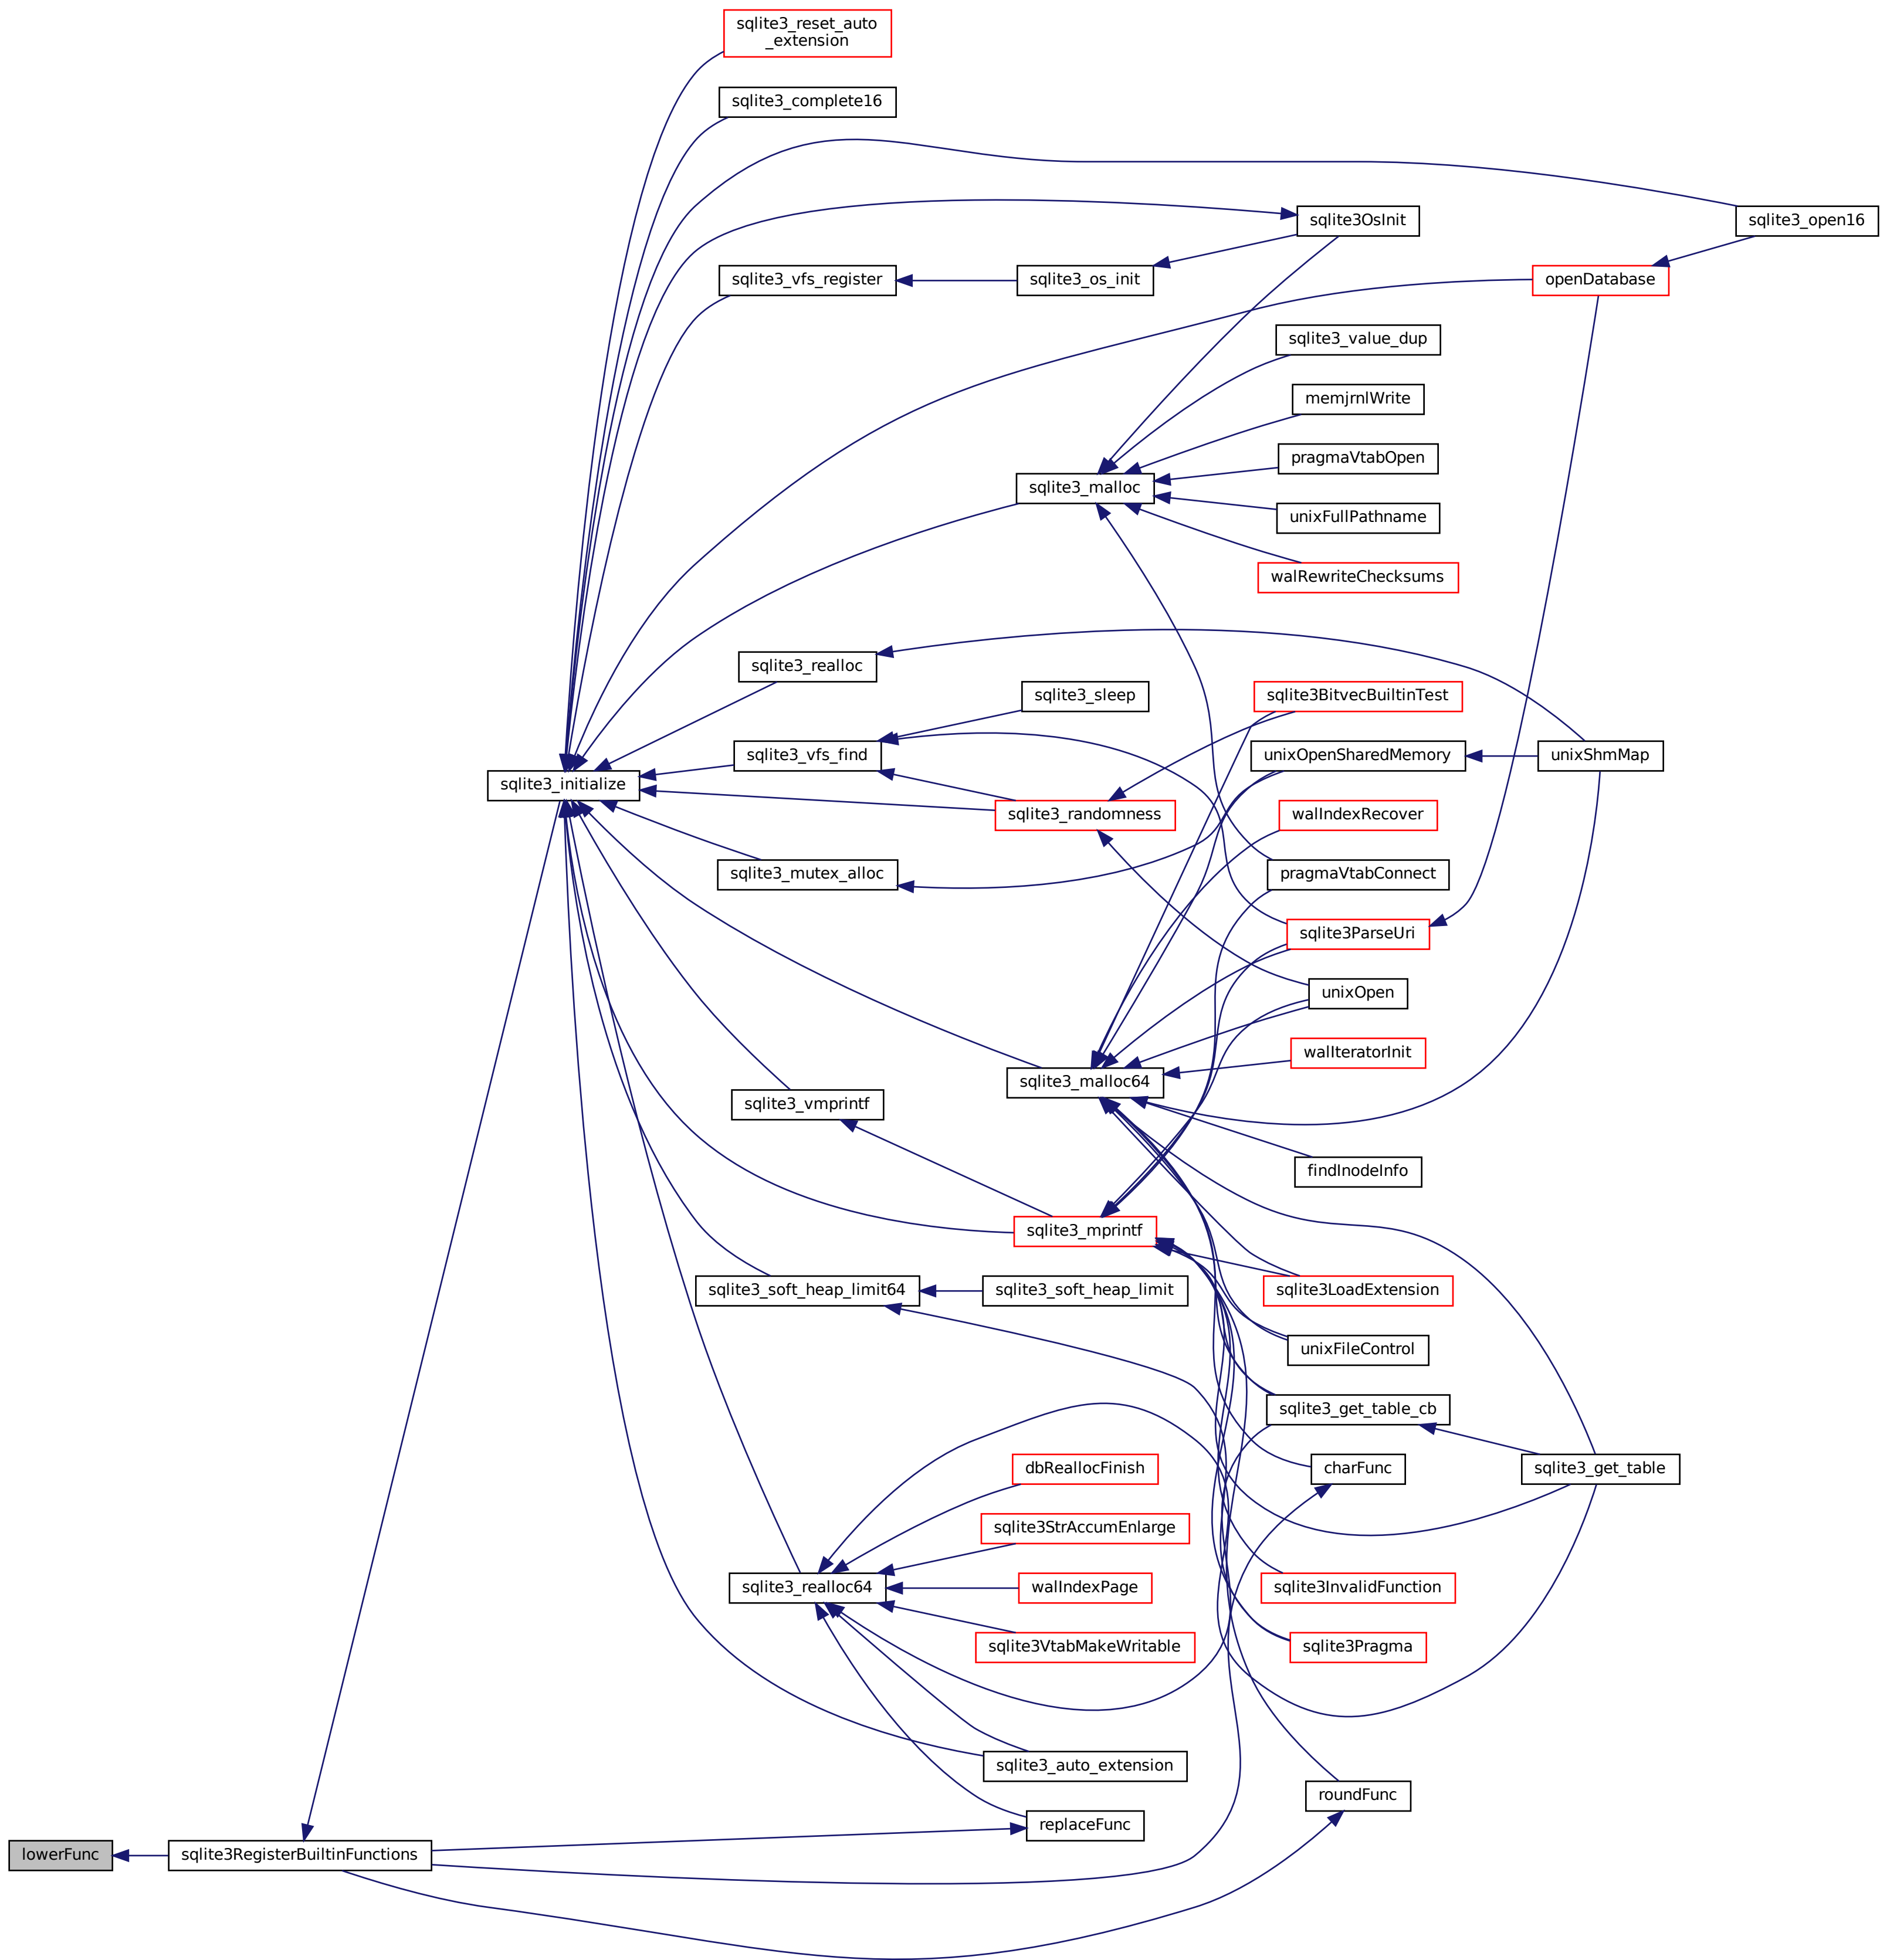 sqlite3_reset_auto
_extension
sqlite3_complete16
sqlite3OsInit
sqlite3_open16
sqlite3_vfs_register
sqlite3_os_init
openDatabase
sqlite3_value_dup
memjrnlWrite
pragmaVtabOpen
sqlite3_malloc
unixFullPathname
walRewriteChecksums
sqlite3_realloc
sqlite3_sleep
sqlite3BitvecBuiltinTest
sqlite3_vfs_find
unixOpenSharedMemory
unixShmMap
sqlite3_initialize
sqlite3_randomness
walIndexRecover
sqlite3_mutex_alloc
pragmaVtabConnect
sqlite3ParseUri
unixOpen
walIteratorInit
sqlite3_malloc64
sqlite3_vmprintf
findInodeInfo
sqlite3_mprintf
sqlite3_soft_heap_limit64
sqlite3_soft_heap_limit
sqlite3LoadExtension
unixFileControl
sqlite3_get_table_cb
dbReallocFinish
charFunc
sqlite3_get_table
sqlite3StrAccumEnlarge
sqlite3_realloc64
walIndexPage
sqlite3InvalidFunction
sqlite3VtabMakeWritable
sqlite3Pragma
sqlite3_auto_extension
roundFunc
replaceFunc
lowerFunc
sqlite3RegisterBuiltinFunctions